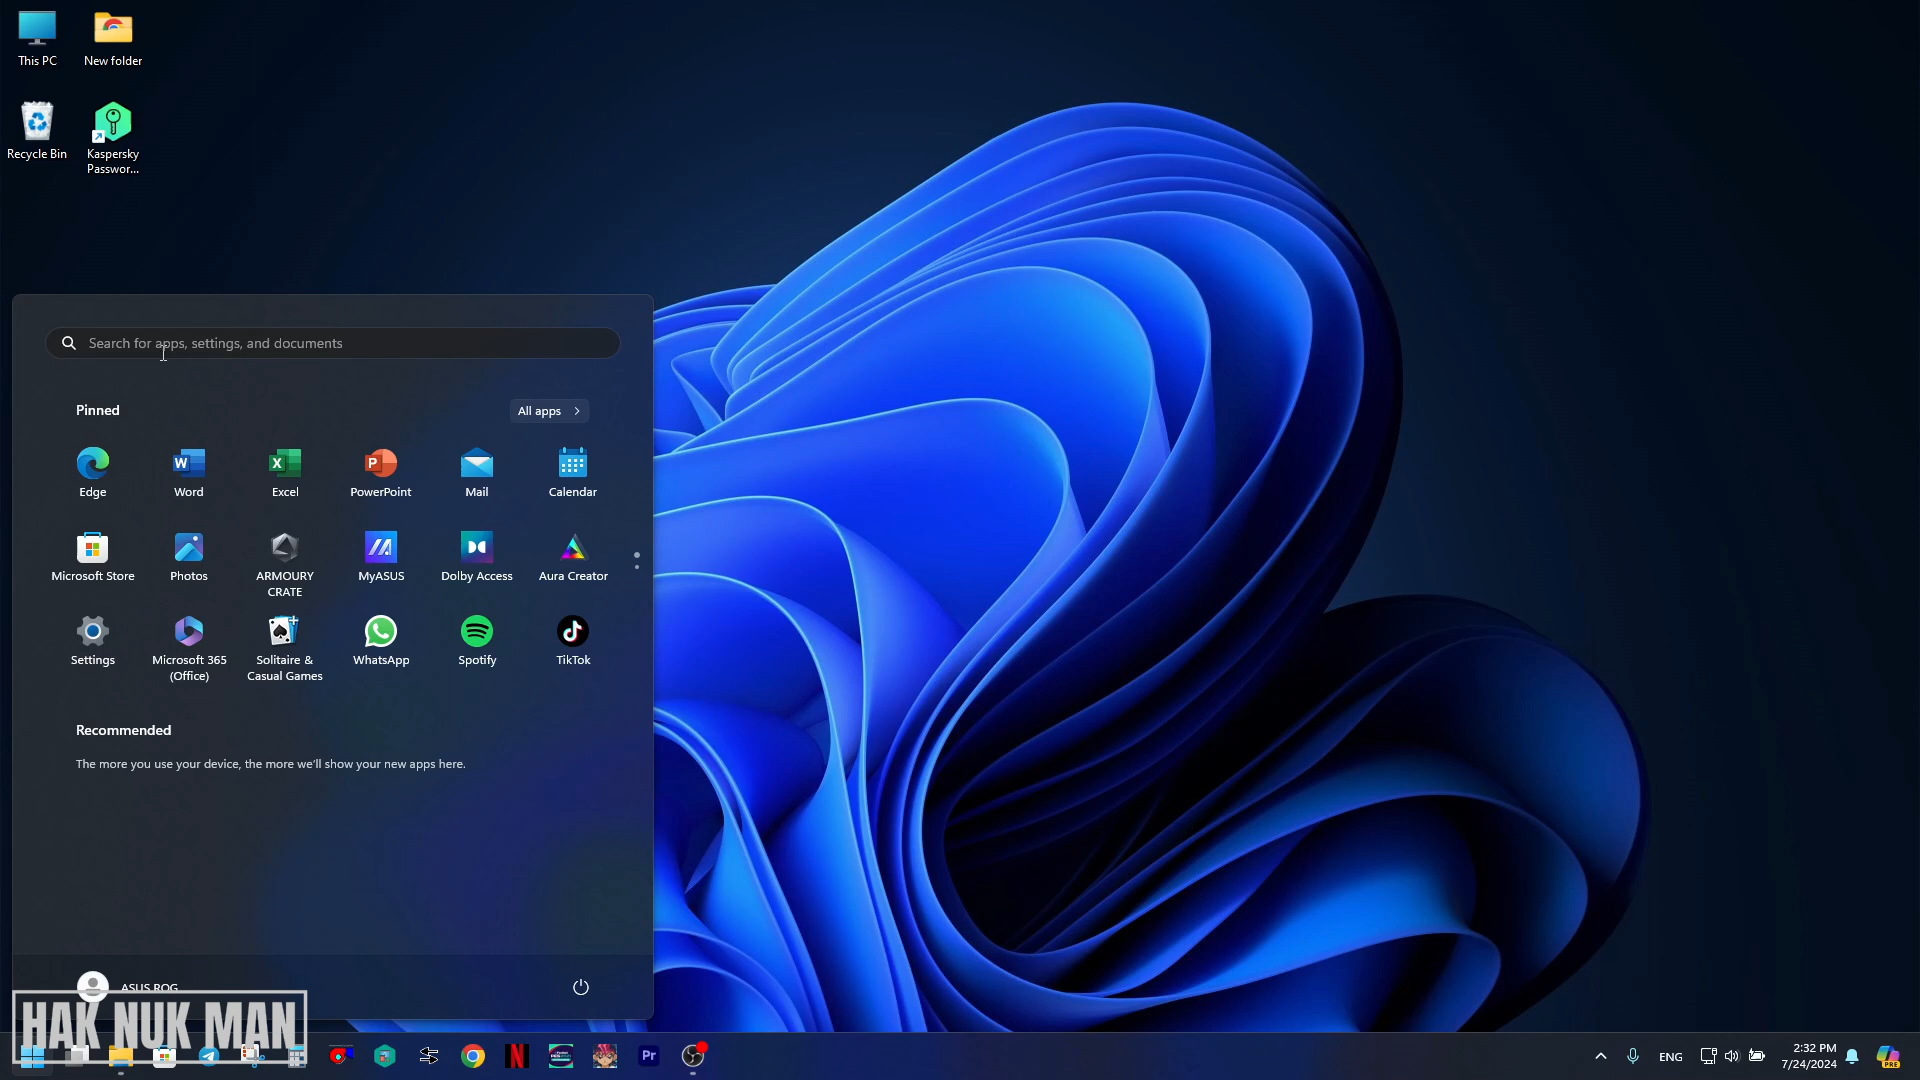 This PC
New folder
Recycle Bin
Kaspersky
Passwor...
Search for apps, settings, and documents
Pinned
All apps
Edge
Word
Excel
PowerPoint
Mail
Calendar
Microsoft Store
Photos
ARMOURY
CRATE
MyASUS
Dolby Access
Aura Creator
Settings
Microsoft 365
(Office)
Solitaire &
Casual Games
WhatsApp
Spotify
TikTok
Recommended
The more you use your device, the more we'll show your new apps here.
ASUS ROG
HAK NUK MAN
Pr
ENG
2:32 PM
7/24/2024
PRE